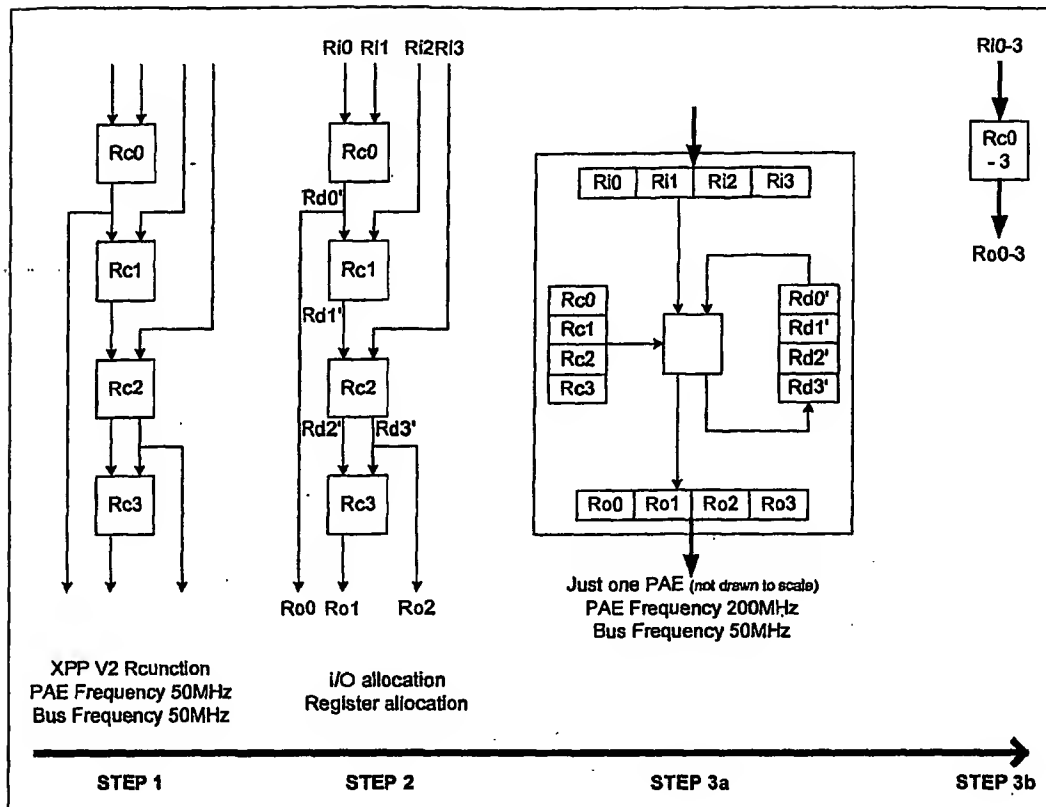 Ri0 Ri1 Ri2 Ri3
Ri0-3
Rc0
Rc0
Rc0
- 3
Ri0 Ri1 Ri2 Ri3
Rd0'
Ro0-3
Rc1
Rc1
Rd1'
Rc0
Rc1
Rc2
Rc3
Rd0'
Rd1'
Rd2'
Rd3'
Rc2
Rc2
Rd2' Rd3'
Rc3
Rc3
Ro0 Ro1 Ro2 Ro3
Ro0 Ro1 Ro2
Just one PAE (not drawn to scale)
PAE Frequency 200MHz
Bus Frequency 50MHz
XPP V2 Rcunction
PAE Frequency 50MHz
Bus Frequency 50MHz
i/O allocation
Register allocation
STEP 1 STEP 2 STEP 3a STEP 3b